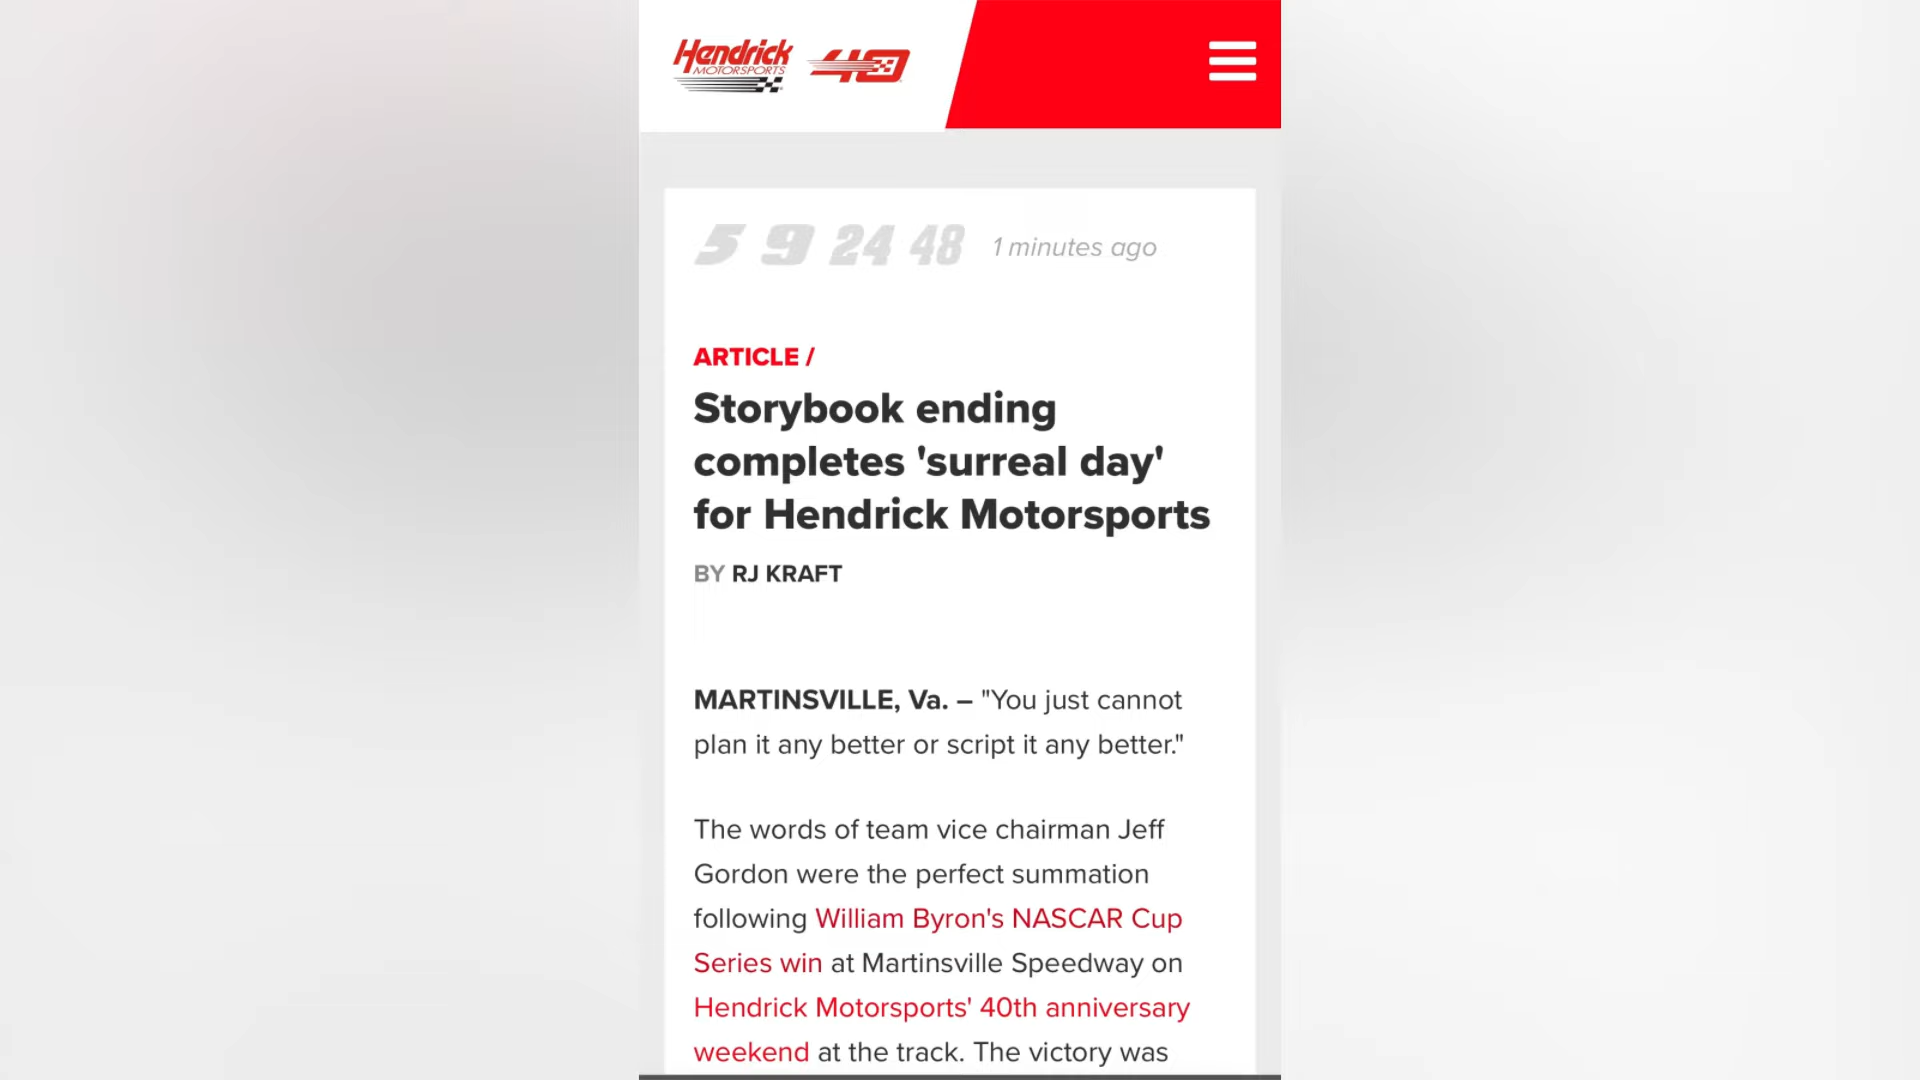 Hendrick
MOTORSPORTS
40
5 9 24 48 1 minutes ago
ARTICLE /
Storybook ending
completes 'surreal day'
for Hendrick Motorsports
BY RJ KRAFT
MARTINSVILLE, Va. – "You just cannot
plan it any better or script it any better."
The words of team vice chairman Jeff
Gordon were the perfect summation
following William Byron's NASCAR Cup
Series win at Martinsville Speedway on
Hendrick Motorsports' 40th anniversary
weekend at the track. The victory was